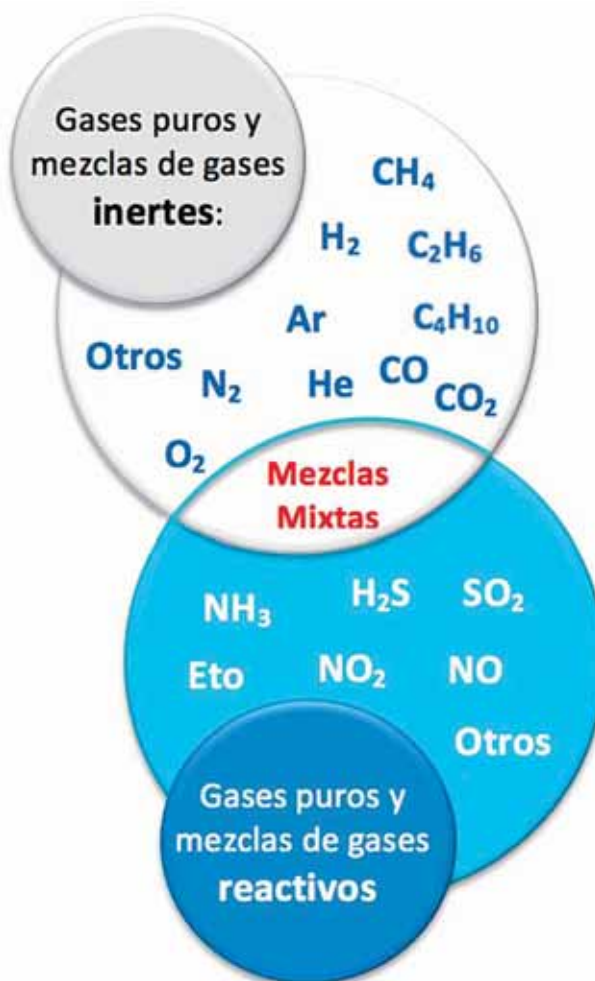 Gases puros y
mezclas de gases
inertes:
CH₄
H₂
C₂H₆
Ar
C₄H₁₀
Otros
N₂
He
CO
CO₂
O₂
Mezclas
Mixtas
NH₃
H₂S
SO₂
Eto
NO₂
NO
Otros
Gases puros y
mezclas de gases
reactivos